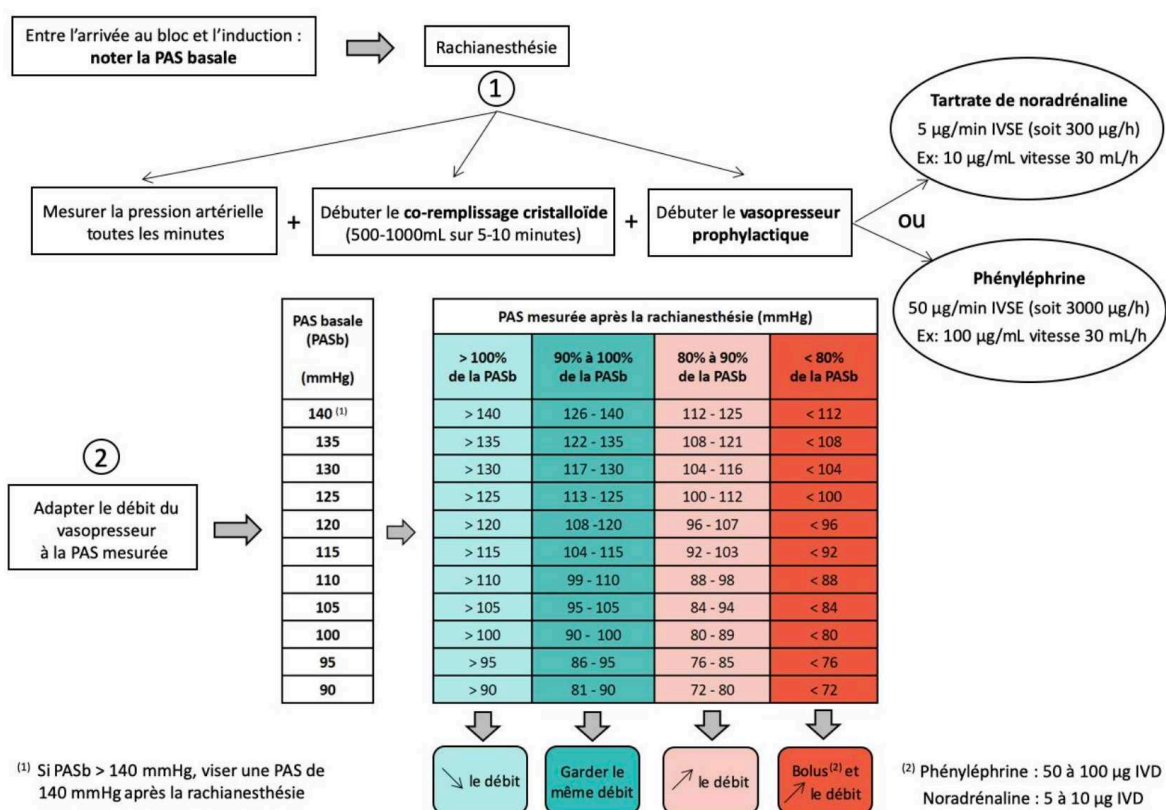 Entre l'arrivée au bloc et l'induction :
noter la PAS basale
Rachianesthésie
1
Tartrate de noradrénaline
5 µg/min IVSE (soit 300 µg/h)
Ex: 10 µg/mL vitesse 30 mL/h
Mesurer la pression artérielle
toutes les minutes
+
Débuter le co-remplissage cristalloïde
(500-1000mL sur 5-10 minutes)
+
Débuter le vasopresseur
prophylactique
ou
Phényléphrine
50 µg/min IVSE (soit 3000 µg/h)
Ex: 100 µg/mL vitesse 30 mL/h
2
Adapter le débit du
vasopresseur
à la PAS mesurée
PAS basale
(PASb)
(mmHg)
PAS mesurée après la rachianesthésie (mmHg)
> 100%
de la PASb
90% à 100%
de la PASb
80% à 90%
de la PASb
< 80%
de la PASb
140 (1) > 140 126 - 140 112 - 125 < 112
135 > 135 122 - 135 108 - 121 < 108
130 > 130 117 - 130 104 - 116 < 104
125 > 125 113 - 125 100 - 112 < 100
120 > 120 108 -120 96 - 107 < 96
115 > 115 104 - 115 92 - 103 < 92
110 > 110 99 - 110 88 - 98 < 88
105 > 105 95 - 105 84 - 94 < 84
100 > 100 90 - 100 80 - 89 < 80
95 > 95 86 - 95 76 - 85 < 76
90 > 90 81 - 90 72 - 80 < 72
↘ le débit
Garder le
même débit
↗ le débit
Bolus(2) et
↗ le débit
(1) Si PASb > 140 mmHg, viser une PAS de
140 mmHg après la rachianesthésie
(2) Phényléphrine : 50 à 100 µg IVD
Noradrénaline : 5 à 10 µg IVD